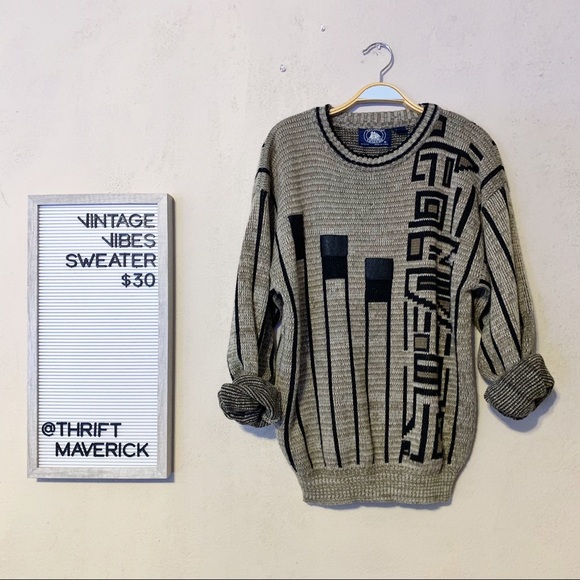 VINTAGE
VIBES
SWEATER
$30
@THRIFT
MAVERICK